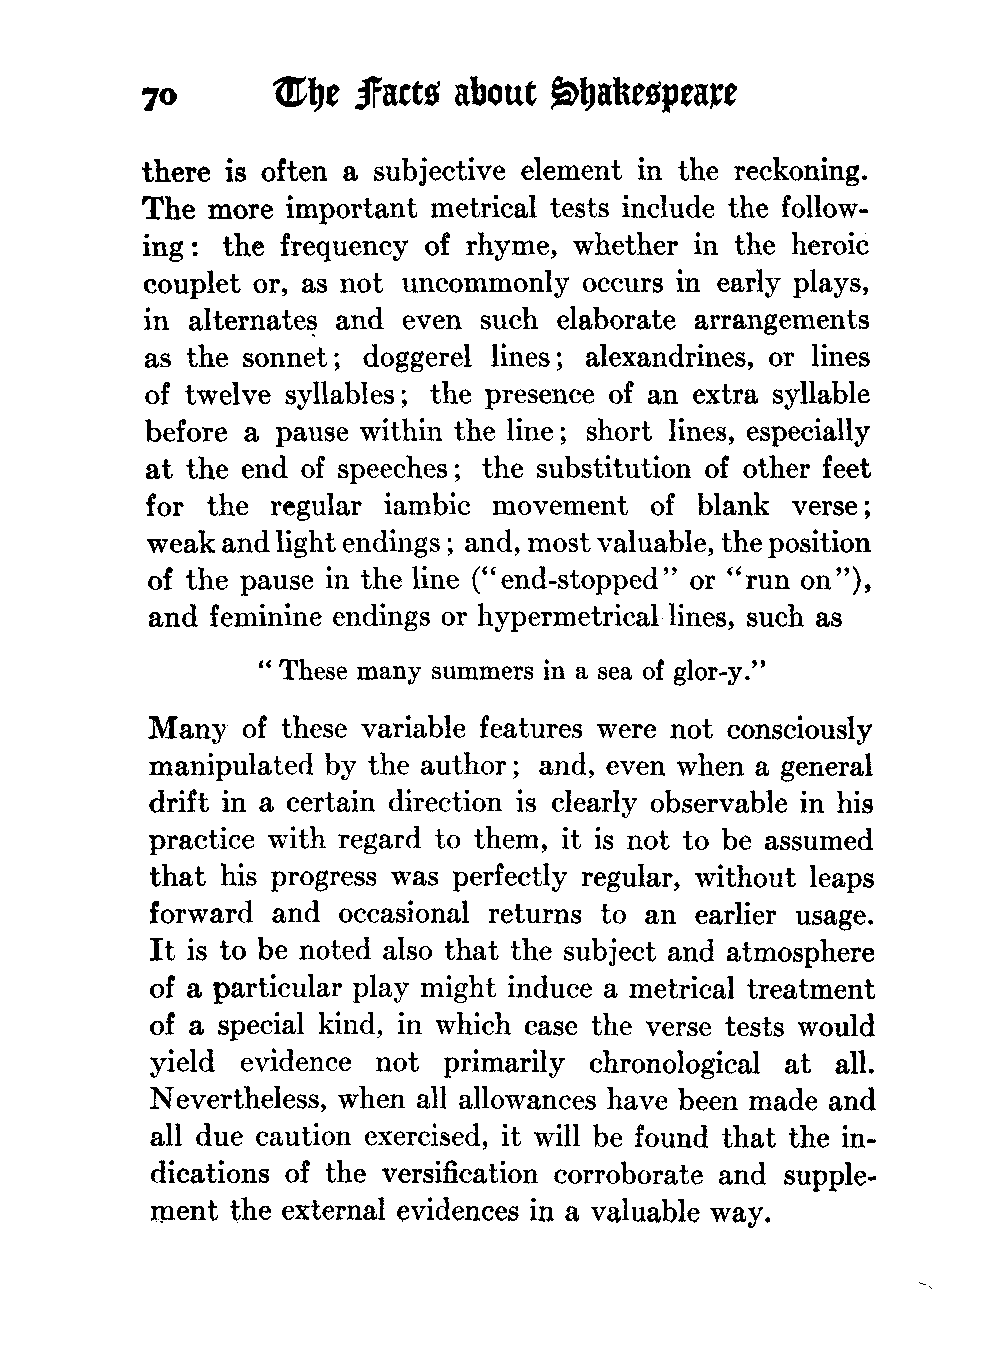 70 The Facts about Shakespeare
there is often a subjective element in the reckoning.
The more important metrical tests include the follow-
ing: the frequency of rhyme, whether in the heroic
couplet or, as not uncommonly occurs in early plays,
in alternates and even such elaborate arrangements
as the sonnet; doggerel lines; alexandrines, or lines
of twelve syllables; the presence of an extra syllable
before a pause within the line; short lines, especially
at the end of speeches; the substitution of other feet
for the regular iambic movement of blank verse;
weak and light endings; and, most valuable, the position
of the pause in the line ("end-stopped" or "run on"),
and feminine endings or hypermetrical lines, such as
"These many summers in a sea of glor-y."
Many of these variable features were not consciously
manipulated by the author; and, even when a general
drift in a certain direction is clearly observable in his
practice with regard to them, it is not to be assumed
that his progress was perfectly regular, without leaps
forward and occasional returns to an earlier usage.
It is to be noted also that the subject and atmosphere
of a particular play might induce a metrical treatment
of a special kind, in which case the verse tests would
yield evidence not primarily chronological at all.
Nevertheless, when all allowances have been made and
all due caution exercised, it will be found that the in-
dications of the versification corroborate and supple-
ment the external evidences in a valuable way.